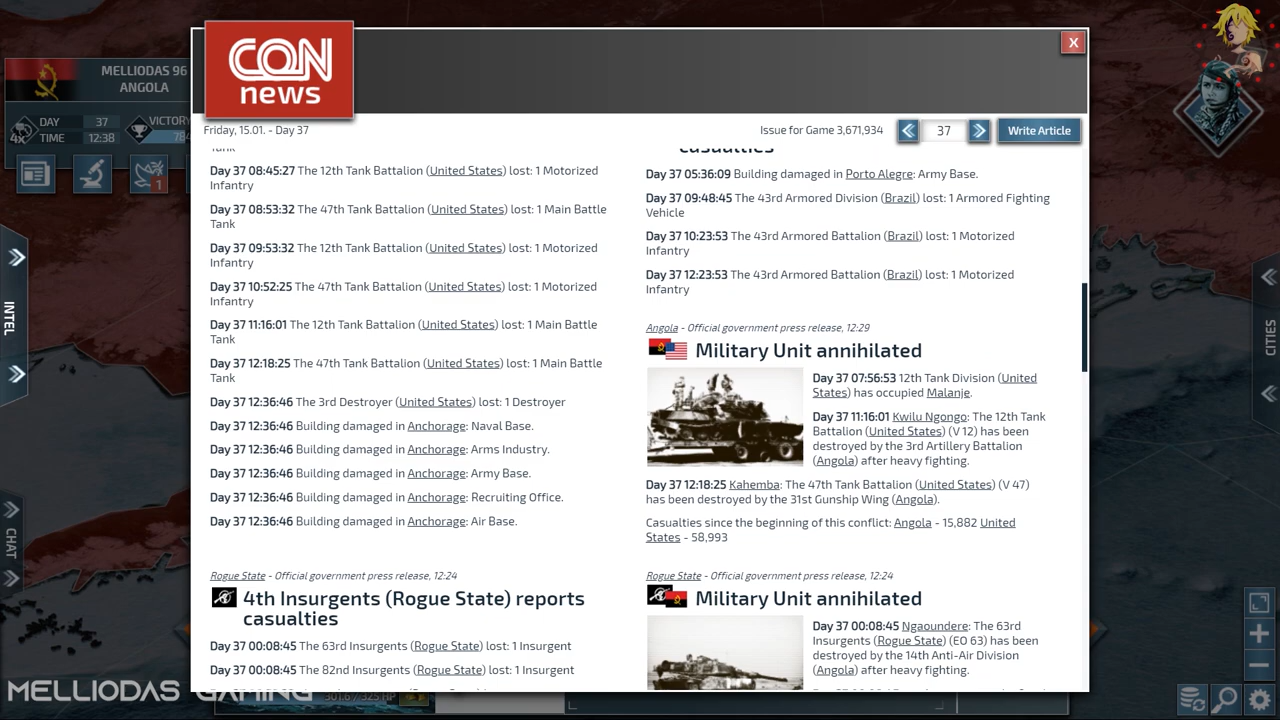 CON
news
MELLIODAS 96
ANGOLA
DAY 37
VICTORY
4X
TIME 12:38
1
INTEL
CHAT
CITIES
X
Friday, 15.01. - Day 37
Issue for Game 3,671,934
37
Write Article
Tank
Day 37 08:45:27 The 12th Tank Battalion (United States) lost: 1 Motorized
Infantry
Day 37 08:53:32 The 47th Tank Battalion (United States) lost: 1 Main Battle
Tank
Day 37 09:53:32 The 12th Tank Battalion (United States) lost: 1 Motorized
Infantry
Day 37 10:52:25 The 47th Tank Battalion (United States) lost: 1 Motorized
Infantry
Day 37 11:16:01 The 12th Tank Battalion (United States) lost: 1 Main Battle
Tank
Day 37 12:18:25 The 47th Tank Battalion (United States) lost: 1 Main Battle
Tank
Day 37 12:36:46 The 3rd Destroyer (United States) lost: 1 Destroyer
Day 37 12:36:46 Building damaged in Anchorage: Naval Base.
Day 37 12:36:46 Building damaged in Anchorage: Arms Industry.
Day 37 12:36:46 Building damaged in Anchorage: Army Base.
Day 37 12:36:46 Building damaged in Anchorage: Recruiting Office.
Day 37 12:36:46 Building damaged in Anchorage: Air Base.
Rogue State - Official government press release, 12:24
4th Insurgents (Rogue State) reports
casualties
Day 37 00:08:45 The 63rd Insurgents (Rogue State) lost: 1 Insurgent
Day 37 00:08:45 The 82nd Insurgents (Rogue State) lost: 1 Insurgent
casualties
Day 37 05:36:09 Building damaged in Porto Alegre: Army Base.
Day 37 09:48:45 The 43rd Armored Division (Brazil) lost: 1 Armored Fighting
Vehicle
Day 37 10:23:53 The 43rd Armored Battalion (Brazil) lost: 1 Motorized
Infantry
Day 37 12:23:53 The 43rd Armored Battalion (Brazil) lost: 1 Motorized
Infantry
Angola - Official government press release, 12:29
Military Unit annihilated
Day 37 07:56:53 12th Tank Division (United
States) has occupied Malanje.
Day 37 11:16:01 Kwilu Ngongo: The 12th Tank
Battalion (United States) (V 12) has been
destroyed by the 3rd Artillery Battalion
(Angola) after heavy fighting.
Day 37 12:18:25 Kahemba: The 47th Tank Battalion (United States) (V 47)
has been destroyed by the 31st Gunship Wing (Angola).
Casualties since the beginning of this conflict: Angola - 15,882 United
States - 58,993
Rogue State - Official government press release, 12:24
Military Unit annihilated
Day 37 00:08:45 Ngaoundere: The 63rd
Insurgents (Rogue State) (EO 63) has been
destroyed by the 14th Anti-Air Division
(Angola) after heavy fighting.
MELLIODAS GAMING